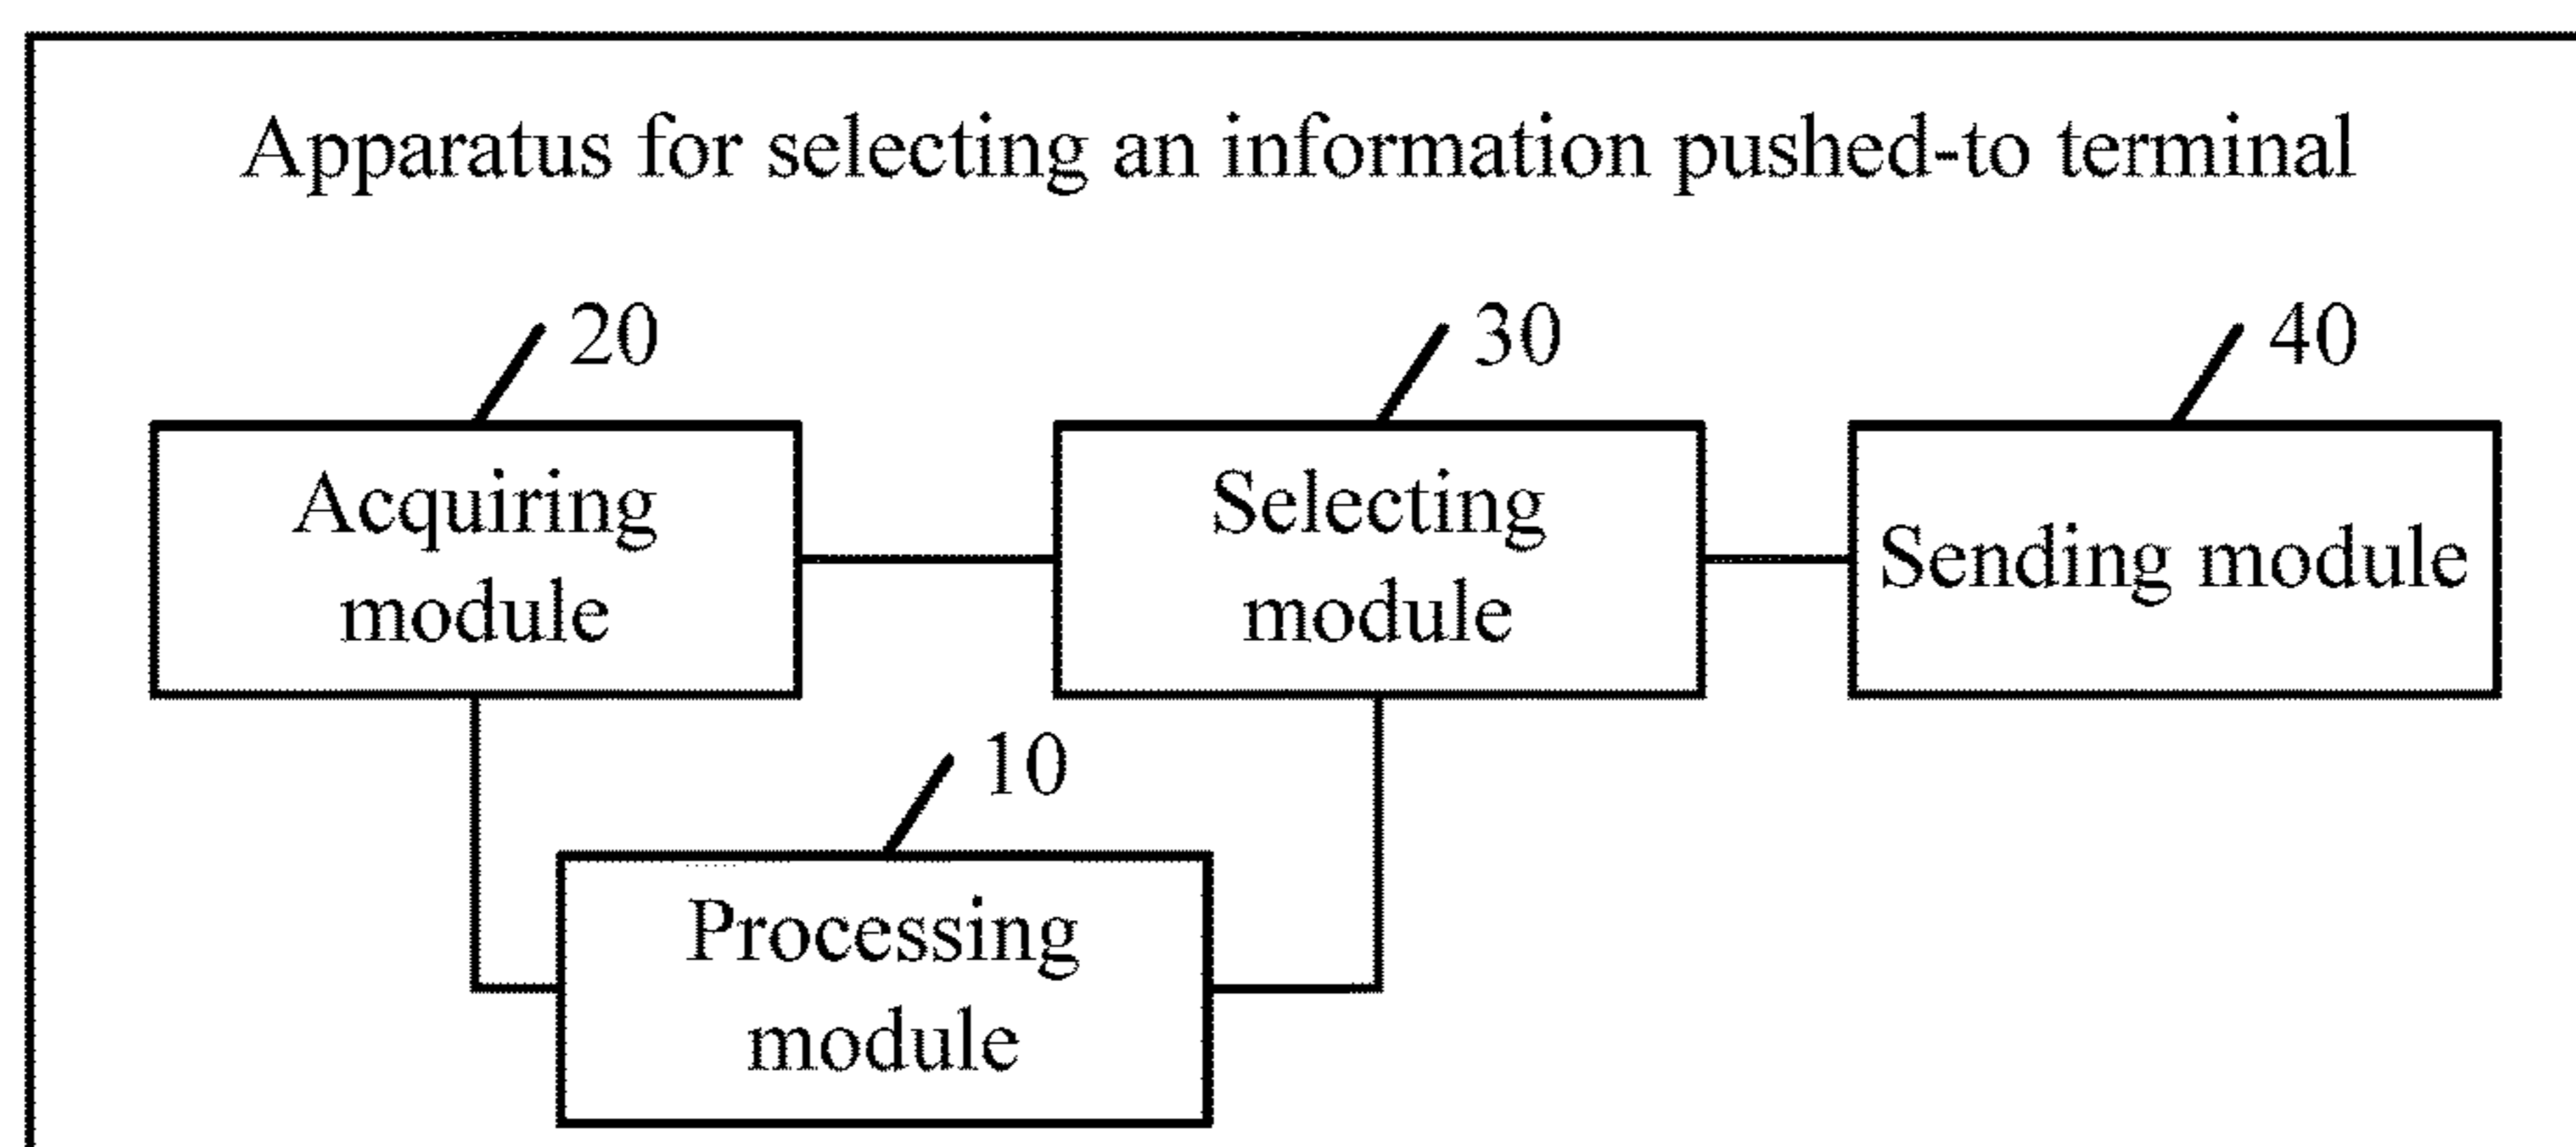 Apparatus for selecting an information pushed-to terminal
20
30
40
Acquiring
module
Selecting
module
Sending module
10
Processing
module